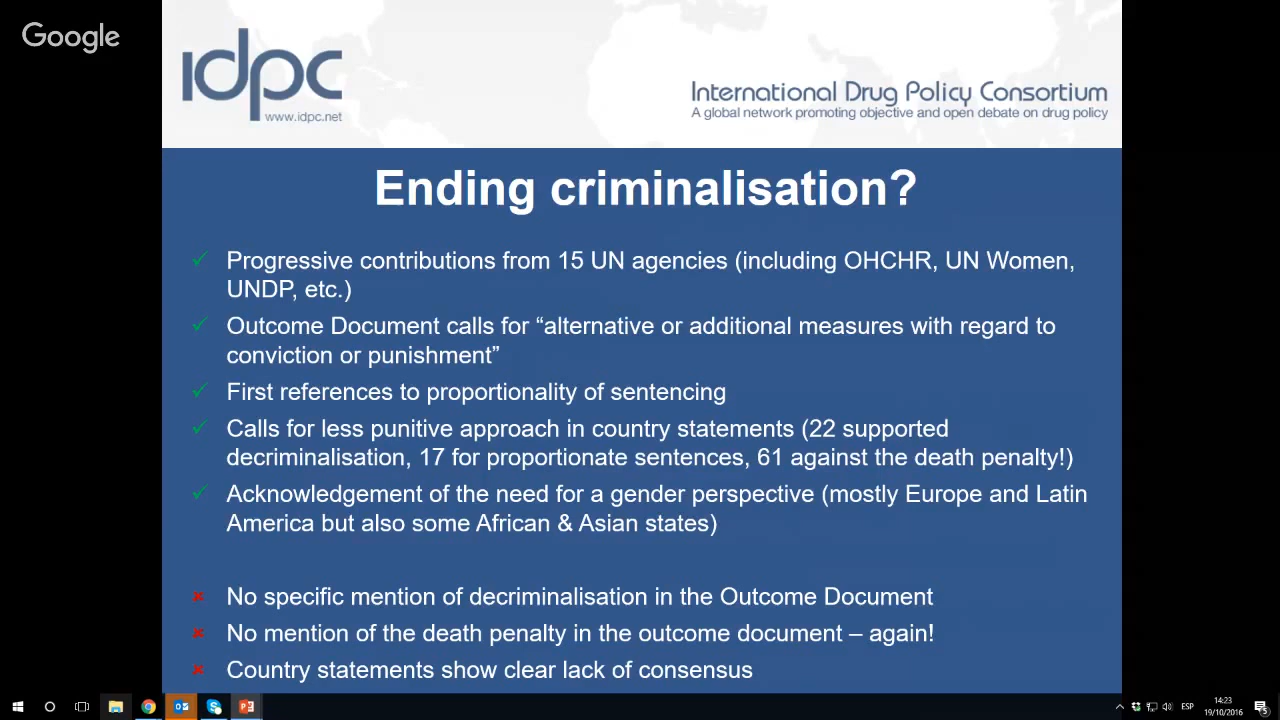 Google
idpc
www.idpc.net
International Drug Policy Consortium
A global network promoting objective and open debate on drug policy
Ending criminalisation?
Progressive contributions from 15 UN agencies (including OHCHR, UN Women,
UNDP, etc.)
Outcome Document calls for “alternative or additional measures with regard to
conviction or punishment”
First references to proportionality of sentencing
Calls for less punitive approach in country statements (22 supported
decriminalisation, 17 for proportionate sentences, 61 against the death penalty!)
Acknowledgement of the need for a gender perspective (mostly Europe and Latin
America but also some African & Asian states)
No specific mention of decriminalisation in the Outcome Document
No mention of the death penalty in the outcome document – again!
Country statements show clear lack of consensus
ESP
14:23
19/10/2016
5